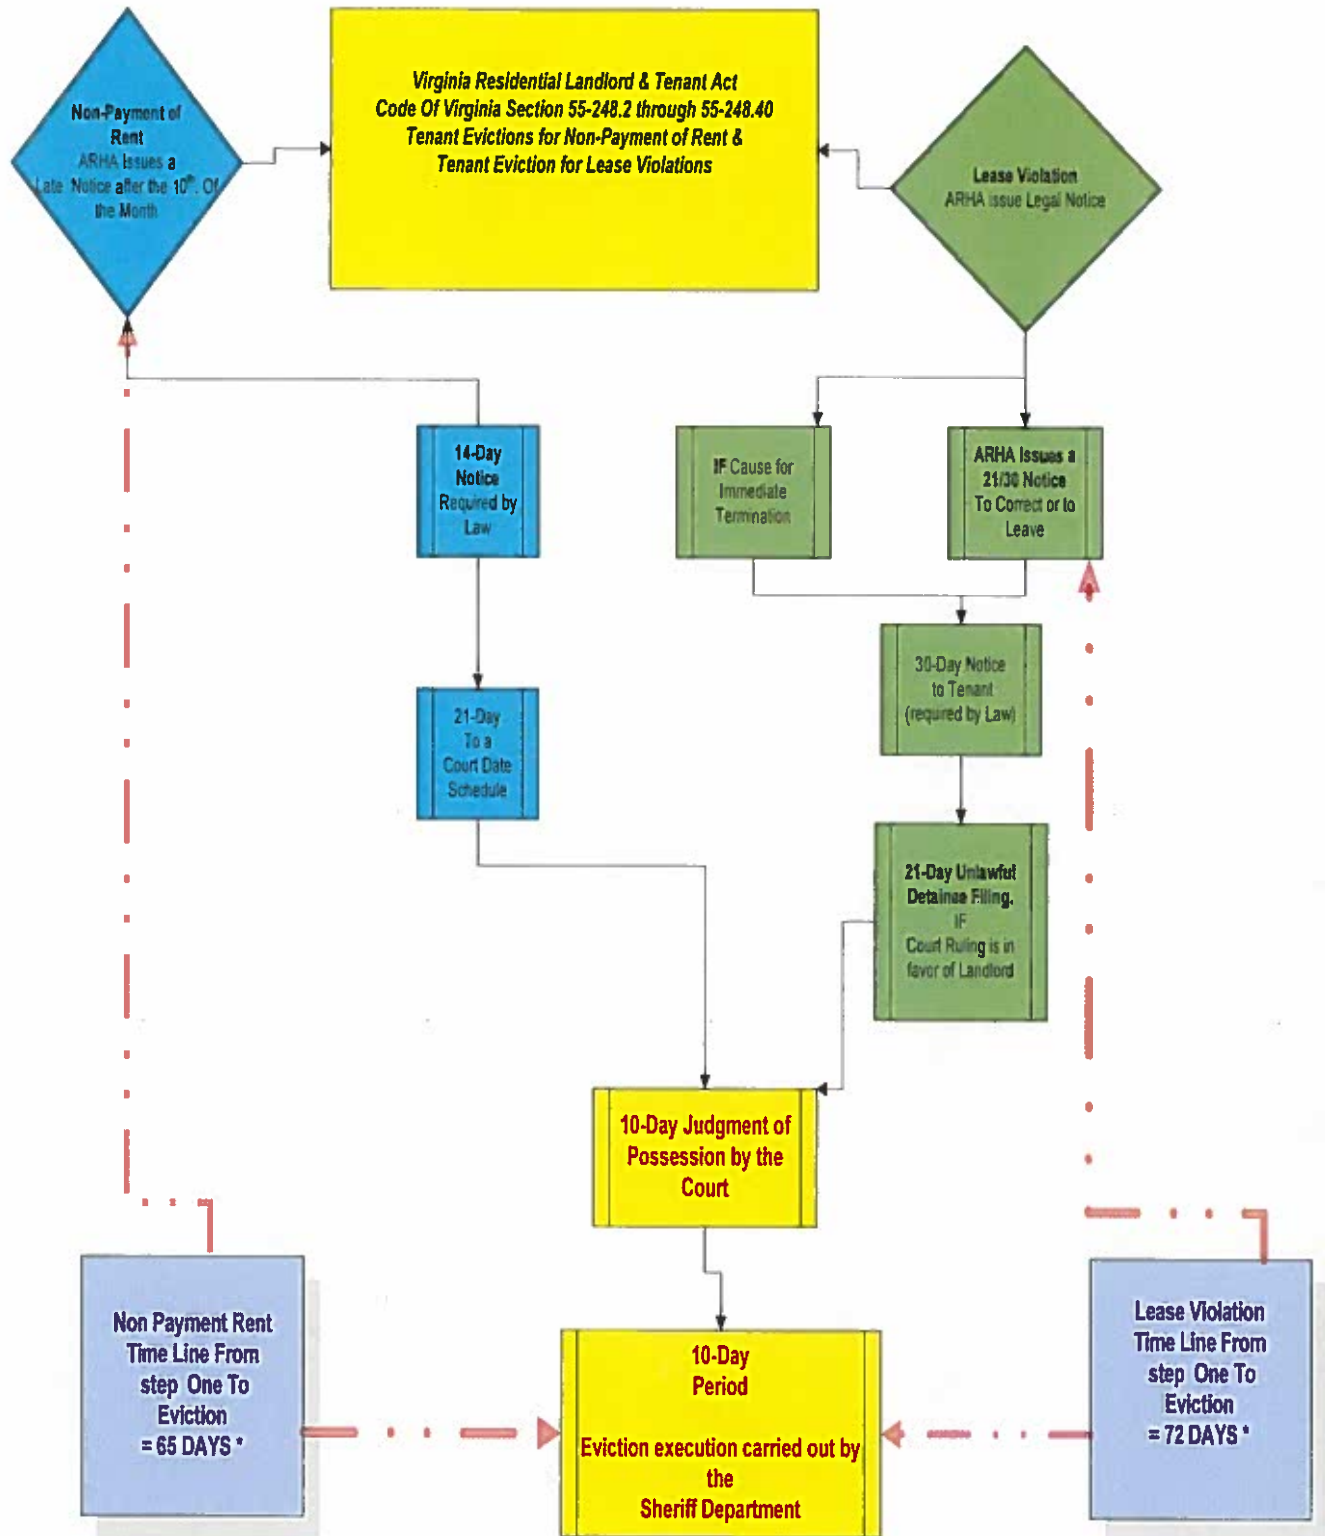 Non-Payment of
Rent
ARHA Issues a
Late Notice after the 10th. Of
the Month
Virginia Residential Landlord & Tenant Act
Code Of Virginia Section 55-248.2 through 55-248.40
Tenant Evictions for Non-Payment of Rent &
Tenant Eviction for Lease Violations
Lease Violation
ARHA issue Legal Notice
14-Day
Notice
Required by
Law
IF Cause for
Immediate
Termination
ARHA Issues a
21/30 Notice
To Correct or to
Leave
30-Day Notice
to Tenant
(required by Law)
21-Day
To a
Court Date
Schedule
21-Day Unlawful
Detainee Filing.
IF
Court Ruling is in
favor of Landlord
10-Day Judgment of
Possession by the
Court
Non Payment Rent
Time Line From
step One To
Eviction
= 65 DAYS *
10-Day
Period
Eviction execution carried out by
the
Sheriff Department
Lease Violation
Time Line From
step One To
Eviction
= 72 DAYS *